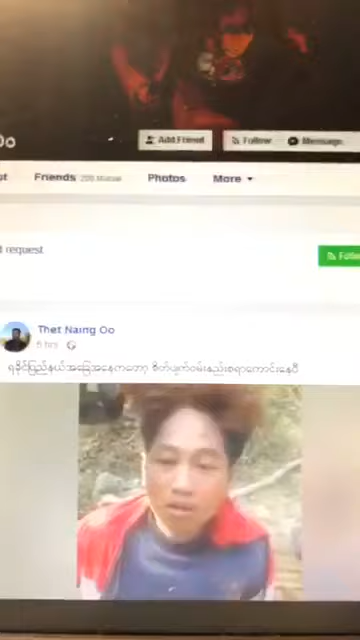 Add Friend
Follow
Message
Friends
Photos
More
request
Thet Naing Oo
5 hrs
ရခိုင်ပြည်နယ်အခြေအနေကတော့ စိတ်ပျက်ဝမ်းနည်းစရာကောင်းနေပီ